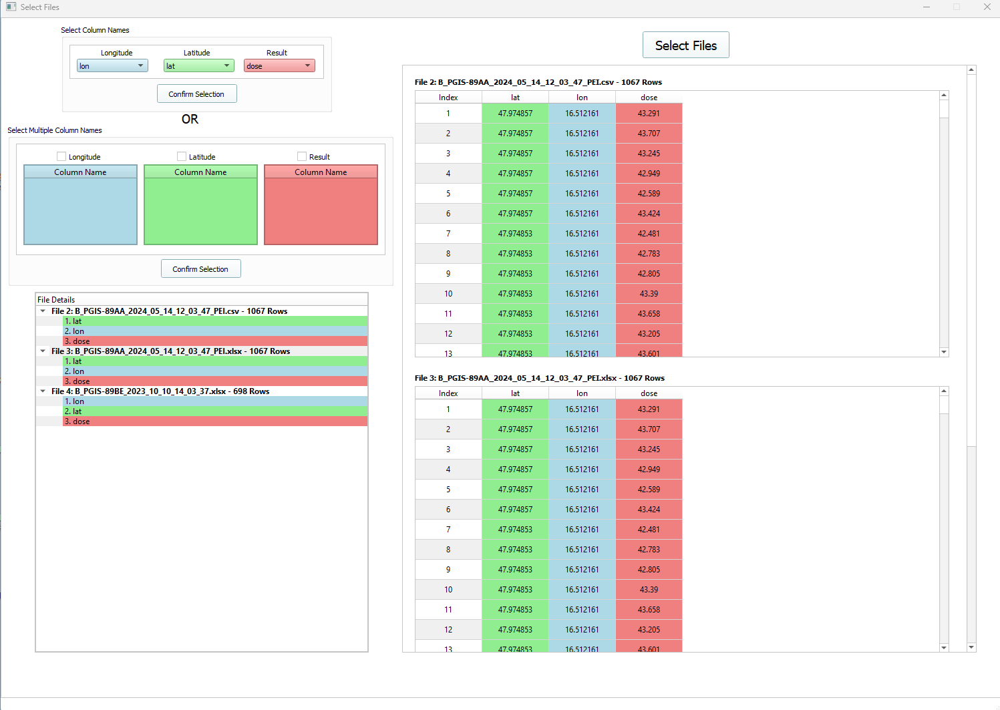 Select Files
Select Column Names
Longitude Latitude Result
lon lat dose
Confirm Selection
OR
Select Multiple Column Names
Longitude Latitude Result
Column Name Column Name Column Name
Confirm Selection
File Details
File 2: B_PGIS-89AA_2024_05_14_12_03_47_PEI.csv - 1067 Rows
1. lat
2. lon
3. dose
File 3: B_PGIS-89AA_2024_05_14_12_03_47_PEI.xlsx - 1067 Rows
1. lat
2. lon
3. dose
File 4: B_PGIS-89BE_2023_10_10_14_03_37.xlsx - 698 Rows
1. lon
2. lat
3. dose
Select Files
File 2: B_PGIS-89AA_2024_05_14_12_03_47_PEI.csv - 1067 Rows
Index lat lon dose
1 47.974857 16.512161 43.291
2 47.974857 16.512161 43.707
3 47.974857 16.512161 43.245
4 47.974857 16.512161 42.949
5 47.974857 16.512161 42.589
6 47.974857 16.512161 43.424
7 47.974853 16.512161 42.481
8 47.974853 16.512161 42.783
9 47.974853 16.512161 42.805
10 47.974853 16.512161 43.39
11 47.974853 16.512161 43.658
12 47.974853 16.512161 43.205
13 47.974853 16.512161 43.601
File 3: B_PGIS-89AA_2024_05_14_12_03_47_PEI.xlsx - 1067 Rows
Index lat lon dose
1 47.974857 16.512161 43.291
2 47.974857 16.512161 43.707
3 47.974857 16.512161 43.245
4 47.974857 16.512161 42.949
5 47.974857 16.512161 42.589
6 47.974857 16.512161 43.424
7 47.974853 16.512161 42.481
8 47.974853 16.512161 42.783
9 47.974853 16.512161 42.805
10 47.974853 16.512161 43.39
11 47.974853 16.512161 43.658
12 47.974853 16.512161 43.205
13 47.974853 16.512161 43.601